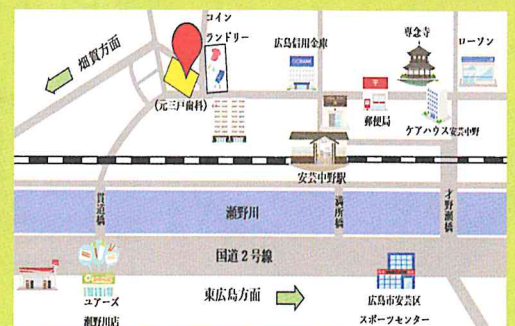 コイン
ランドリー
広島信用金庫
専念寺
ローソン
畑賀方面
(元三戸歯科)
郵便局
ケアハウス安芸中野
安芸中野駅
貫道橋
瀬野川
満所橋
才野瀬橋
国道2号線
ユアーズ
瀬野川店
東広島方面
広島市安芸区
スポーツセンター